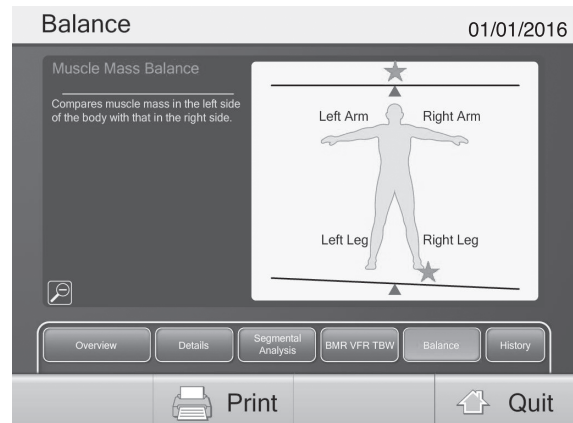 Balance
01/01/2016
Muscle Mass Balance
Compares muscle mass in the left side
of the body with that in the right side.
Left Arm
Right Arm
Left Leg
Right Leg
Overview
Details
Segmental
Analysis
BMR VFR TBW
Balance
History
Print
Quit